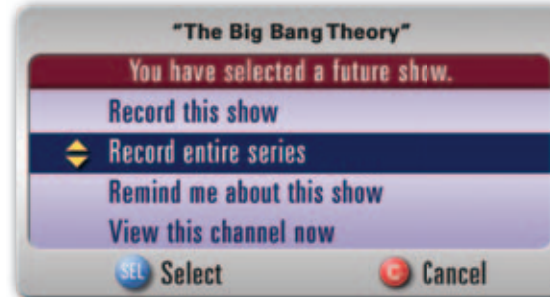 "The Big Bang Theory"
You have selected a future show.
Record this show
Record entire series
Remind me about this show
View this channel now
SEL Select
C Cancel